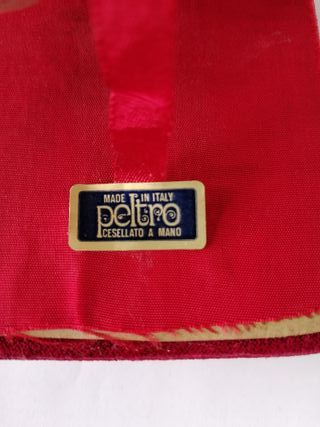 MADE IN ITALY
peltro
CESELLATO A MANO